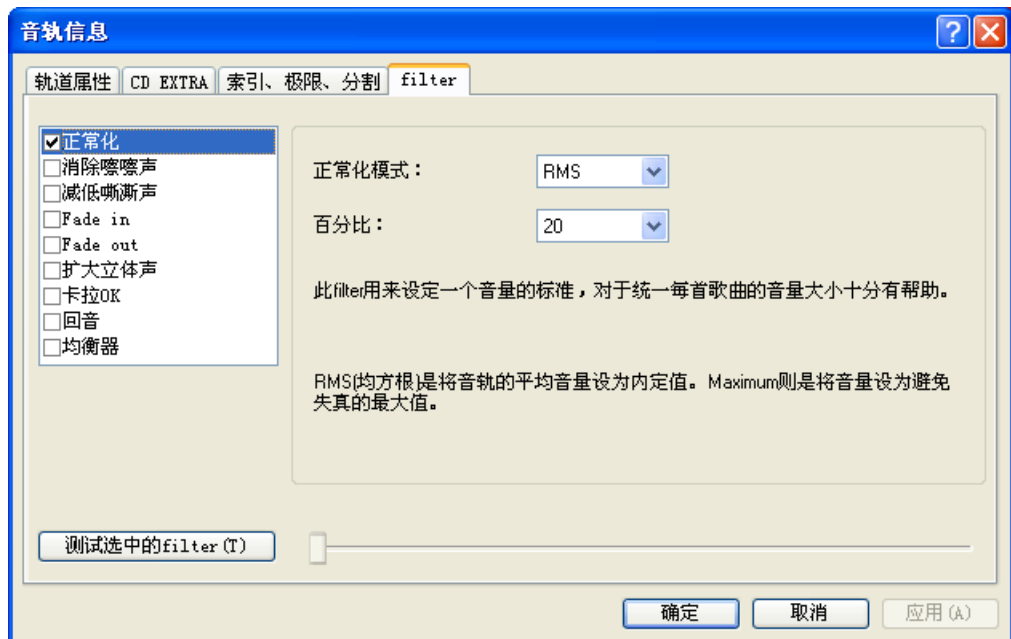 音轨信息
轨道属性 CD EXTRA 索引、极限、分割 filter
正常化
消除嚓嚓声
减低嘶澌声
Fade in
Fade out
扩大立体声
卡拉OK
回音
均衡器
正常化模式： RMS
百分比： 20
此filter用来设定一个音量的标准，对于统一每首歌曲的音量大小十分有帮助。
RMS(均方根)是将音轨的平均音量设为内定值。Maximum则是将音量设为避免
失真的最大值。
测试选中的filter(T)
确定 取消 应用(A)